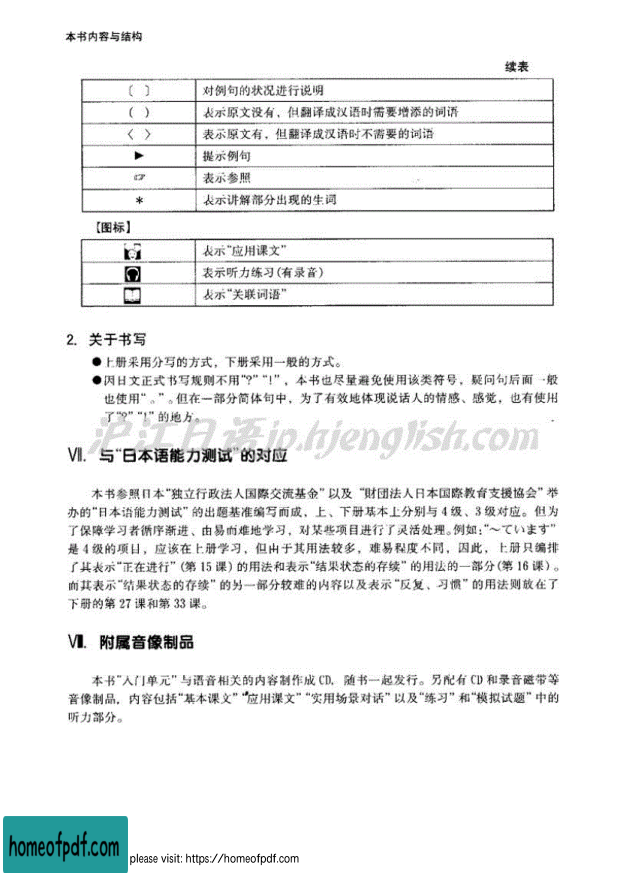 本书内容与结构
续表
〔 〕 对例句的状况进行说明
( ) 表示原文没有，但翻译成汉语时需要增添的词语
〈 〉 表示原文有，但翻译成汉语时不需要的词语
▶ 提示例句
☞ 表示参照
* 表示讲解部分出现的生词
【图标】
表示“应用课文”
表示听力练习(有录音)
表示“关联词语”
2. 关于书写
●上册采用分写的方式，下册采用一般的方式。
●因日文正式书写规则不用“?”“!”，本书也尽量避免使用该类符号，疑问句后面一般
也使用“。”。但在一部分简体句中，为了有效地体现说话人的情感、感觉，也有使用
了“?”“!”的地方。
沪江日语jp.hjenglish.com
Ⅶ. 与“日本语能力测试”的对应
本书参照日本“独立行政法人国際交流基金”以及“財団法人日本国際教育支援協会”举
办的“日本语能力测试”的出题基准编写而成，上、下册基本上分别与4级、3级对应。但为
了保障学习者循序渐进、由易而难地学习，对某些项目进行了灵活处理。例如：“～ています”
是4级的项目，应该在上册学习，但由于其用法较多，难易程度不同，因此，上册只编排
了其表示“正在进行”(第15课)的用法和表示“结果状态的存续”的用法的一部分(第16课)。
而其表示“结果状态的存续”的另一部分较难的内容以及表示“反复、习惯”的用法则放在了
下册的第27课和第33课。
Ⅷ. 附属音像制品
本书“入门单元”与语音相关的内容制作成CD，随书一起发行。另配有CD和录音磁带等
音像制品，内容包括“基本课文”“应用课文”“实用场景对话”以及“练习”和“模拟试题”中的
听力部分。
homeofpdf.com
please visit: https://homeofpdf.com